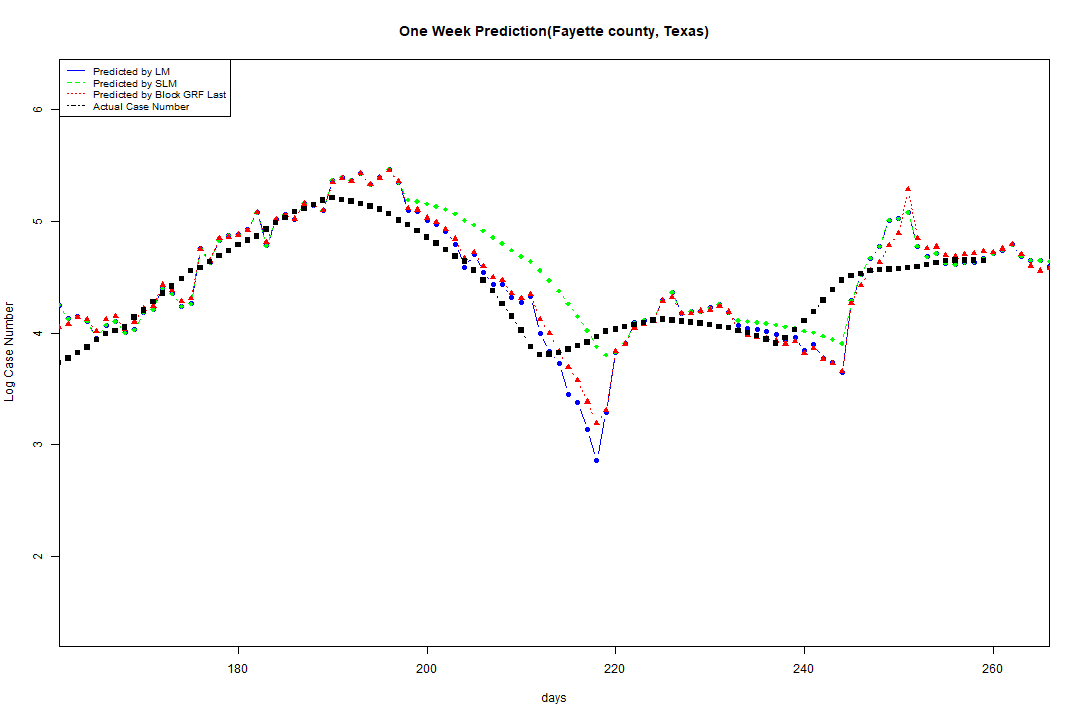 One Week Prediction(Fayette county, Texas)
Predicted by LM
Predicted by SLM
Predicted by Block GRF Last
Actual Case Number
6
5
4
3
2
Log Case Number
180 200 220 240 260
days